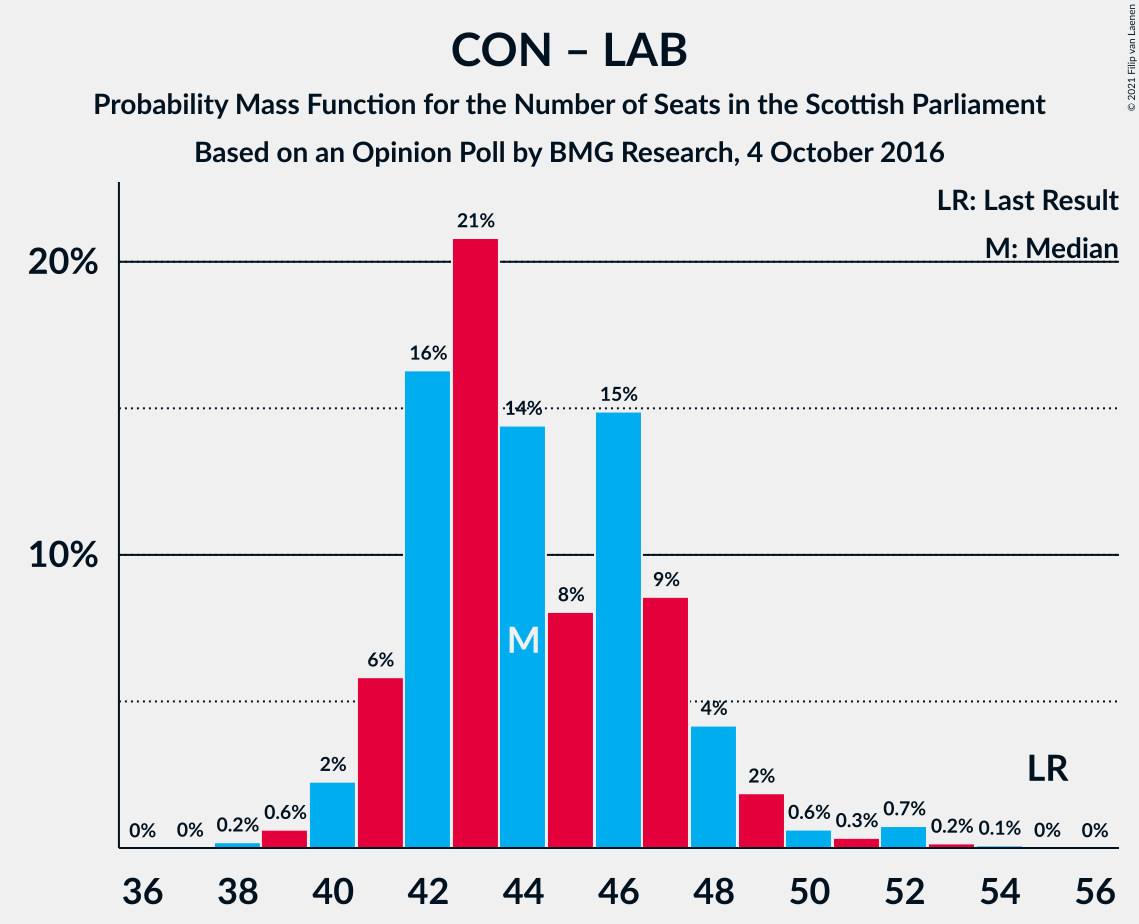 CON – LAB
Probability Mass Function for the Number of Seats in the Scottish Parliament
Based on an Opinion Poll by BMG Research, 4 October 2016
© 2021 Filip van Laenen
LR: Last Result
M: Median
20%
10%
0%
0%
0.2%
0.6%
2%
6%
16%
21%
14%
8%
15%
9%
4%
2%
0.6%
0.3%
0.7%
0.2%
0.1%
0%
0%
M
LR
36 38 40 42 44 46 48 50 52 54 56